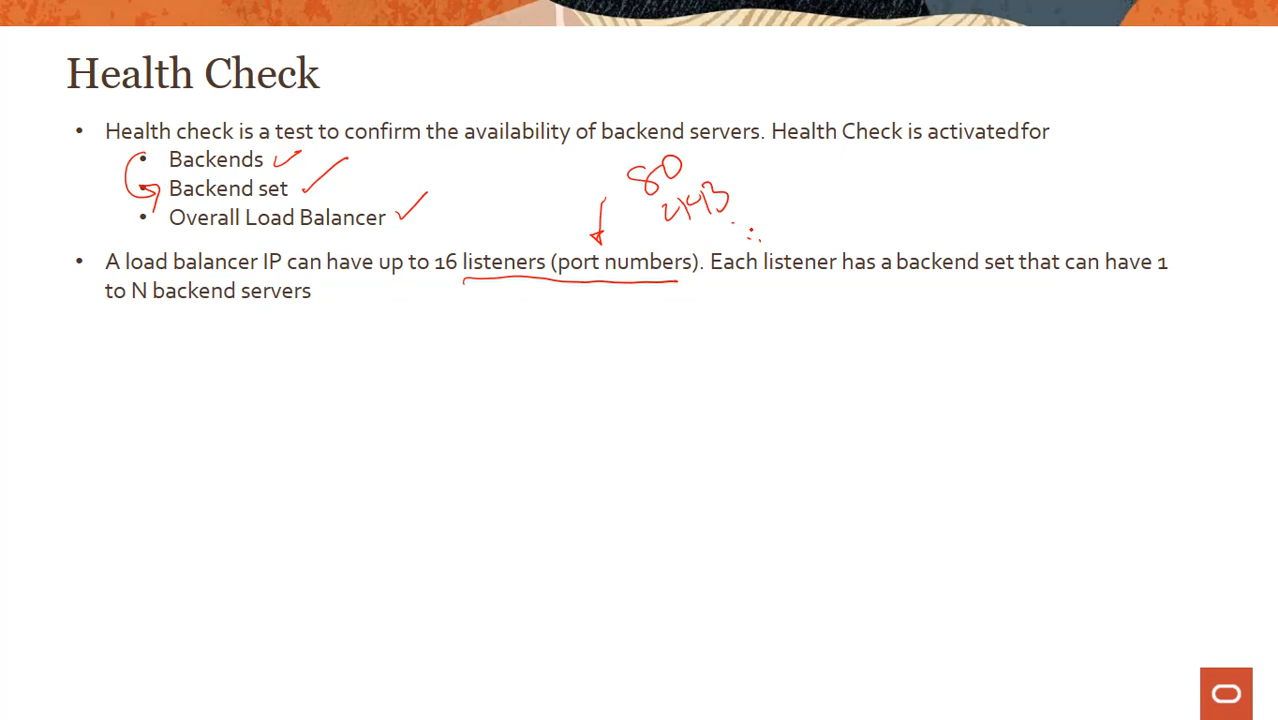 Health Check
• Health check is a test to confirm the availability of backend servers. Health Check is activated for
• Backends
• Backend set
• Overall Load Balancer
80
• A load balancer IP can have up to 16 listeners (port numbers). Each listener has a backend set that can have 1
to N backend servers